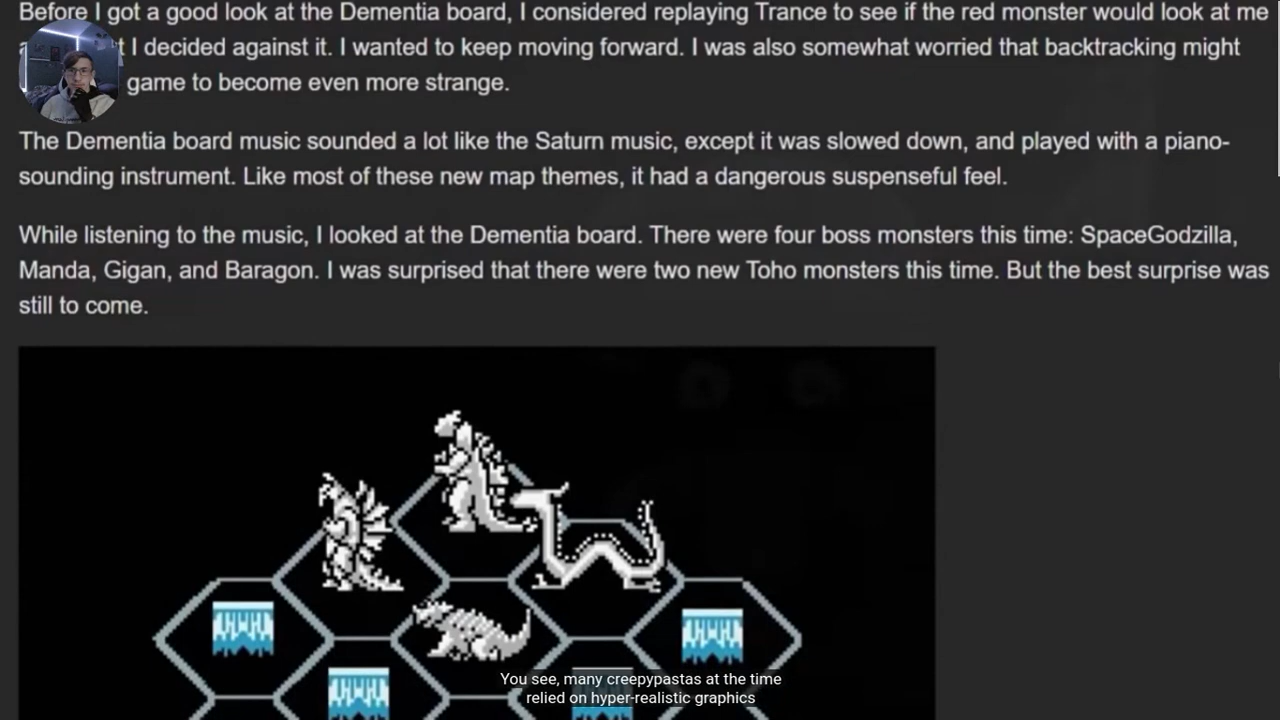 Before I got a good look at the Dementia board, I considered replaying Trance to see if the red monster would look at me
t I decided against it. I wanted to keep moving forward. I was also somewhat worried that backtracking might
game to become even more strange.
The Dementia board music sounded a lot like the Saturn music, except it was slowed down, and played with a piano-
sounding instrument. Like most of these new map themes, it had a dangerous suspenseful feel.
While listening to the music, I looked at the Dementia board. There were four boss monsters this time: SpaceGodzilla,
Manda, Gigan, and Baragon. I was surprised that there were two new Toho monsters this time. But the best surprise was
still to come.
You see, many creepypastas at the time
relied on hyper-realistic graphics